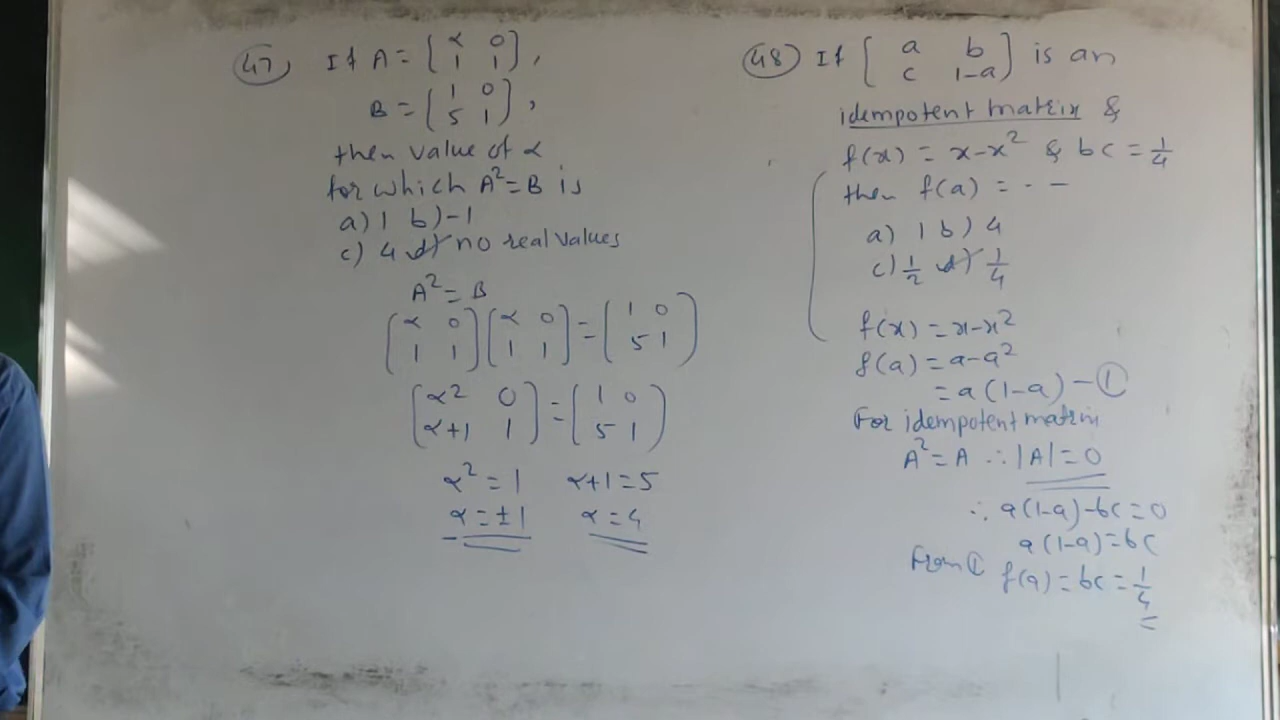 47) If A = [α 0
1 1],
B = [1 0
5 1],
then value of α
for which A² = B is
a) 1 b) -1
c) 4 d) no real values
A² = B
[α 0
1 1] [α 0
1 1] = [1 0
5 1]
[α2 0
α+1 1] = [1 0
5 1]
α² = 1 α+1 = 5
α = ±1 α = 4
48) If [a b
c 1-a] is an
idempotent matrix &
f(x) = x - x² & bc = 1/4
then f(a) = - -
a) 1 b) 4
c) 1/2 d) 1/4
f(x) = x - x²
f(a) = a - a²
= a(1-a) - ①
For idempotent matrix
A² = A ∴ |A| = 0
∴ a(1-a) - bc = 0
a(1-a) = bc
From ① f(a) = bc = 1/4